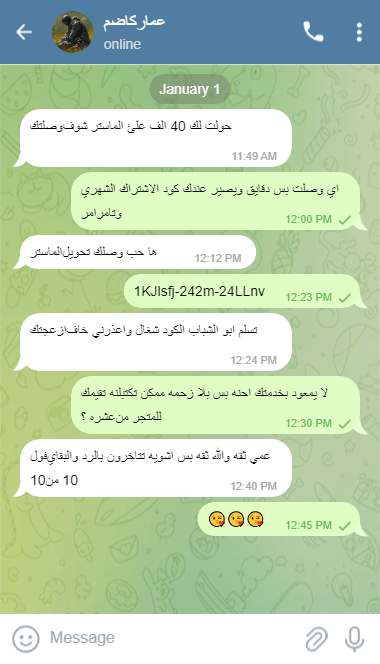 عماركاضم
online
January 1
حولت لك 40 الف علئ الماستر شوف‌وصلتك
11:49 AM
اي وصلت بس دقايق ويصير عندك كود الاشتراك الشهري
وتامرامر
12:00 PM
ها حب وصلك تحويل‌الماستر
12:12 PM
1KJIsfj-242m-24LLnv
12:23 PM
تسلم ابو الشباب الكود شغال واعذرني خاف‌ازعجتك
12:24 PM
لا يمعود بخدمتك احنه بس بلا زحمه ممكن تكتبلنه تقيمك
للمتجر من‌عشره ؟
12:30 PM
عمي ثقه والله ثقه بس اشويه تتاخرون بالرد والبقاي‌فول
10 من10
12:40 PM
😘😘😘
12:45 PM
Message